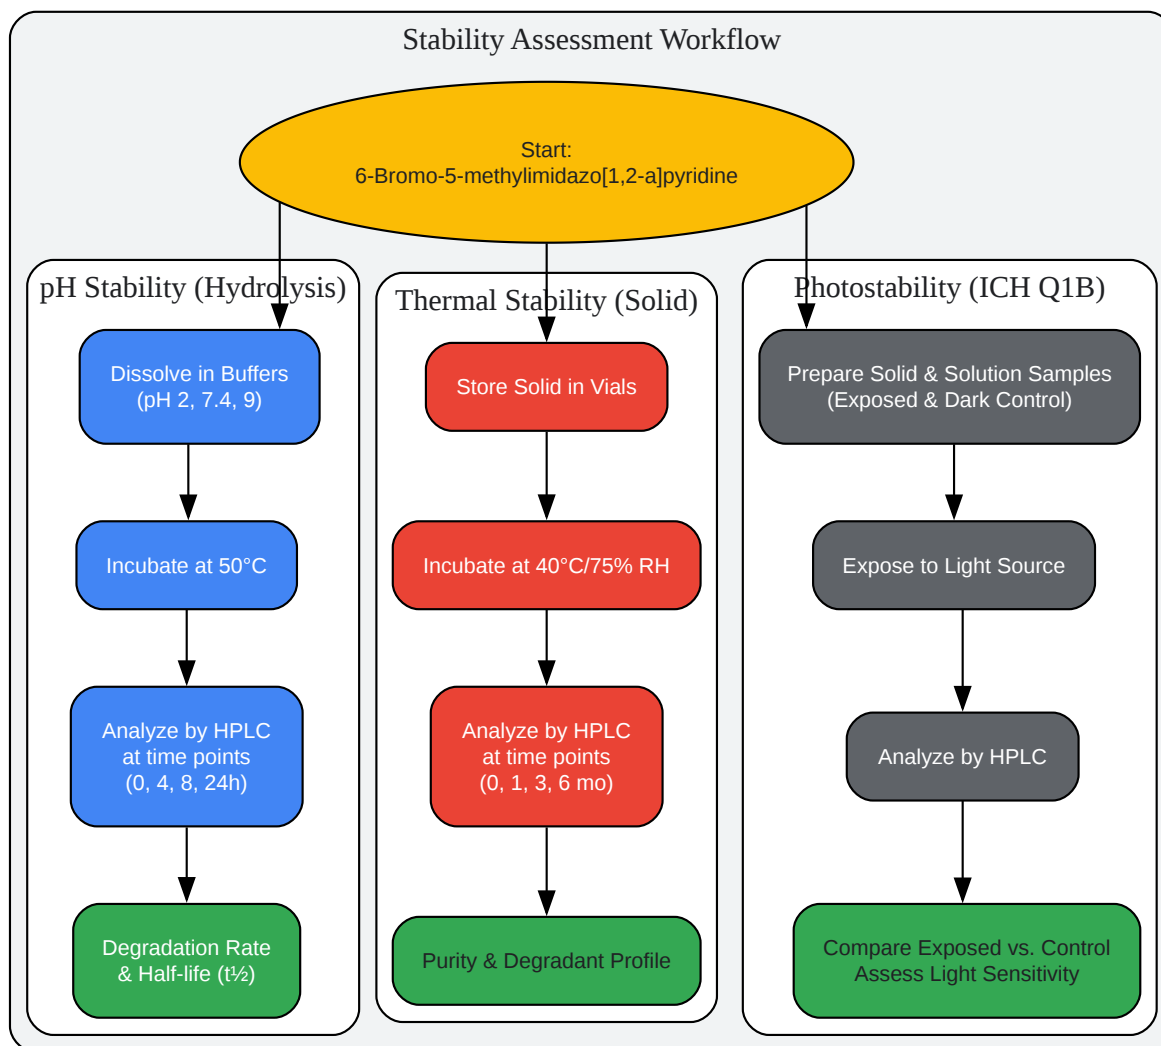 Stability Assessment Workflow
Start:
6-Bromo-5-methylimidazo[1,2-a]pyridine
pH Stability (Hydrolysis)
Dissolve in Buffers
(pH 2, 7.4, 9)
Incubate at 50°C
Analyze by HPLC
at time points
(0, 4, 8, 24h)
Degradation Rate
& Half-life (t½)
Thermal Stability (Solid)
Store Solid in Vials
Incubate at 40°C/75% RH
Analyze by HPLC
at time points
(0, 1, 3, 6 mo)
Purity & Degradant Profile
Photostability (ICH Q1B)
Prepare Solid & Solution Samples
(Exposed & Dark Control)
Expose to Light Source
Analyze by HPLC
Compare Exposed vs. Control
Assess Light Sensitivity